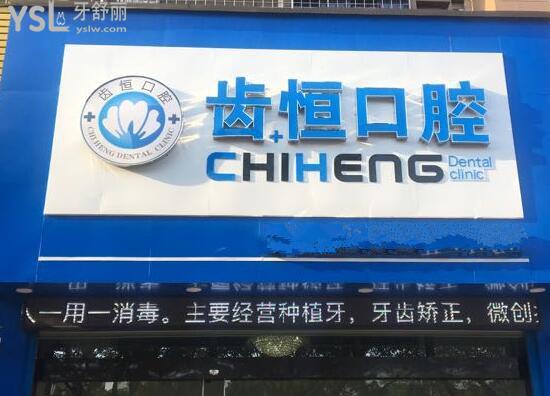 YSL 牙舒丽
yslw.com
齿恒口腔
CHI HENG DENTAL CLINIC
齿恒口腔
CHIHENG Dental clinic
一用一消毒。主要经营种植牙，牙齿矫正，微创